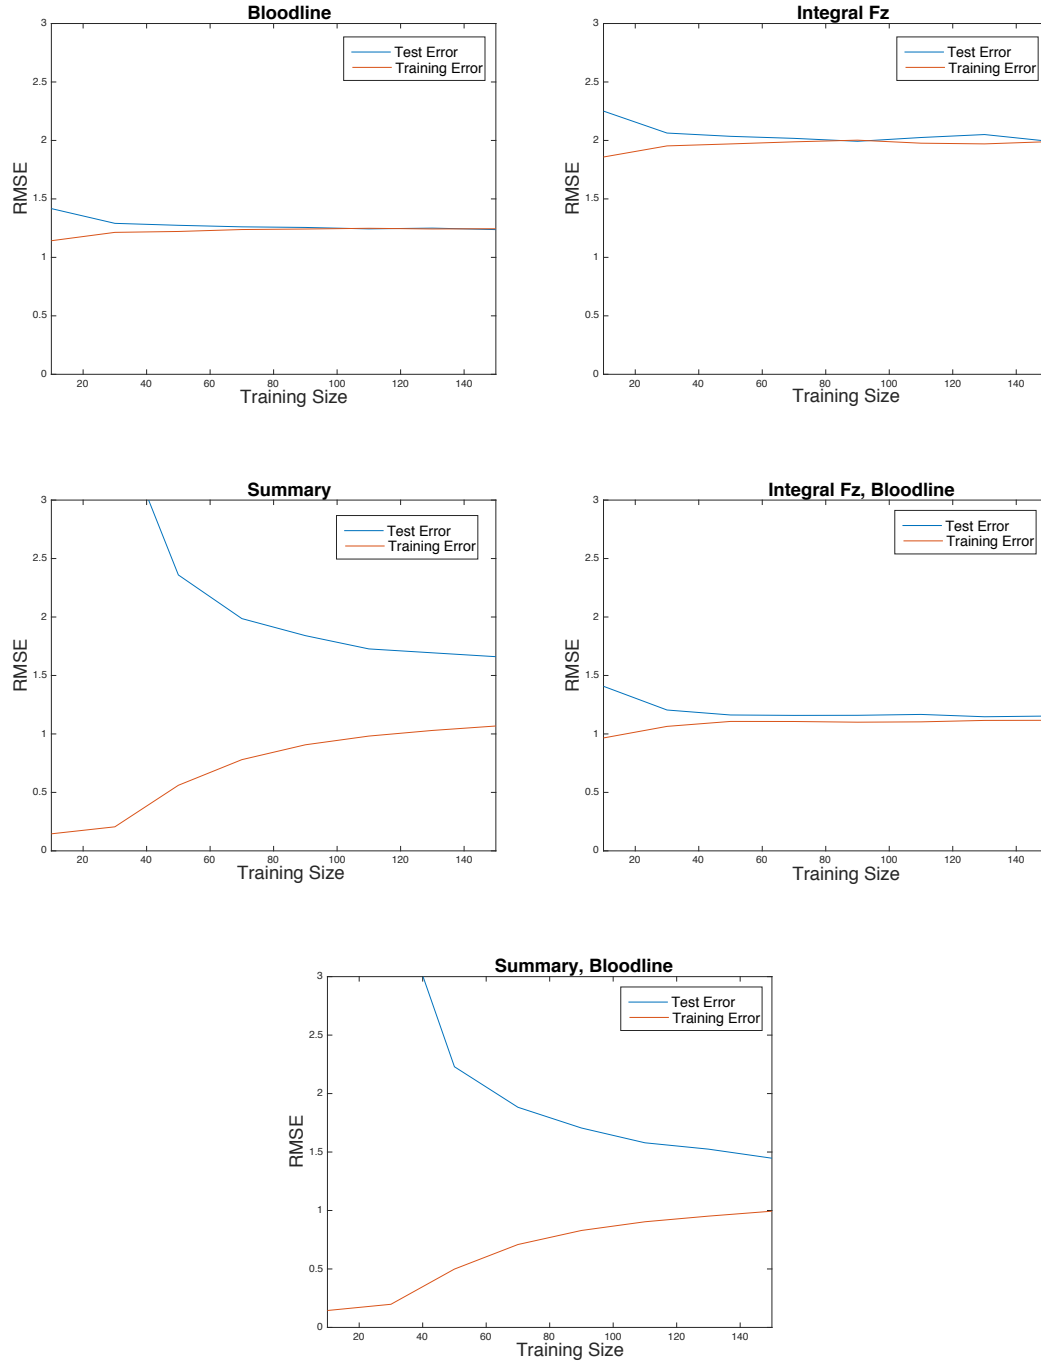 Bloodline
3
2.5
2
1.5
1
0.5
0
RMSE
Test Error
Training Error
20 40 60 80 100 120 140
Training Size
Integral Fz
3
2.5
2
1.5
1
0.5
0
RMSE
Test Error
Training Error
20 40 60 80 100 120 140
Training Size
Summary
3
2.5
2
1.5
1
0.5
0
RMSE
Test Error
Training Error
20 40 60 80 100 120 140
Training Size
Integral Fz, Bloodline
3
2.5
2
1.5
1
0.5
0
RMSE
Test Error
Training Error
20 40 60 80 100 120 140
Training Size
Summary, Bloodline
3
2.5
2
1.5
1
0.5
0
RMSE
Test Error
Training Error
20 40 60 80 100 120 140
Training Size